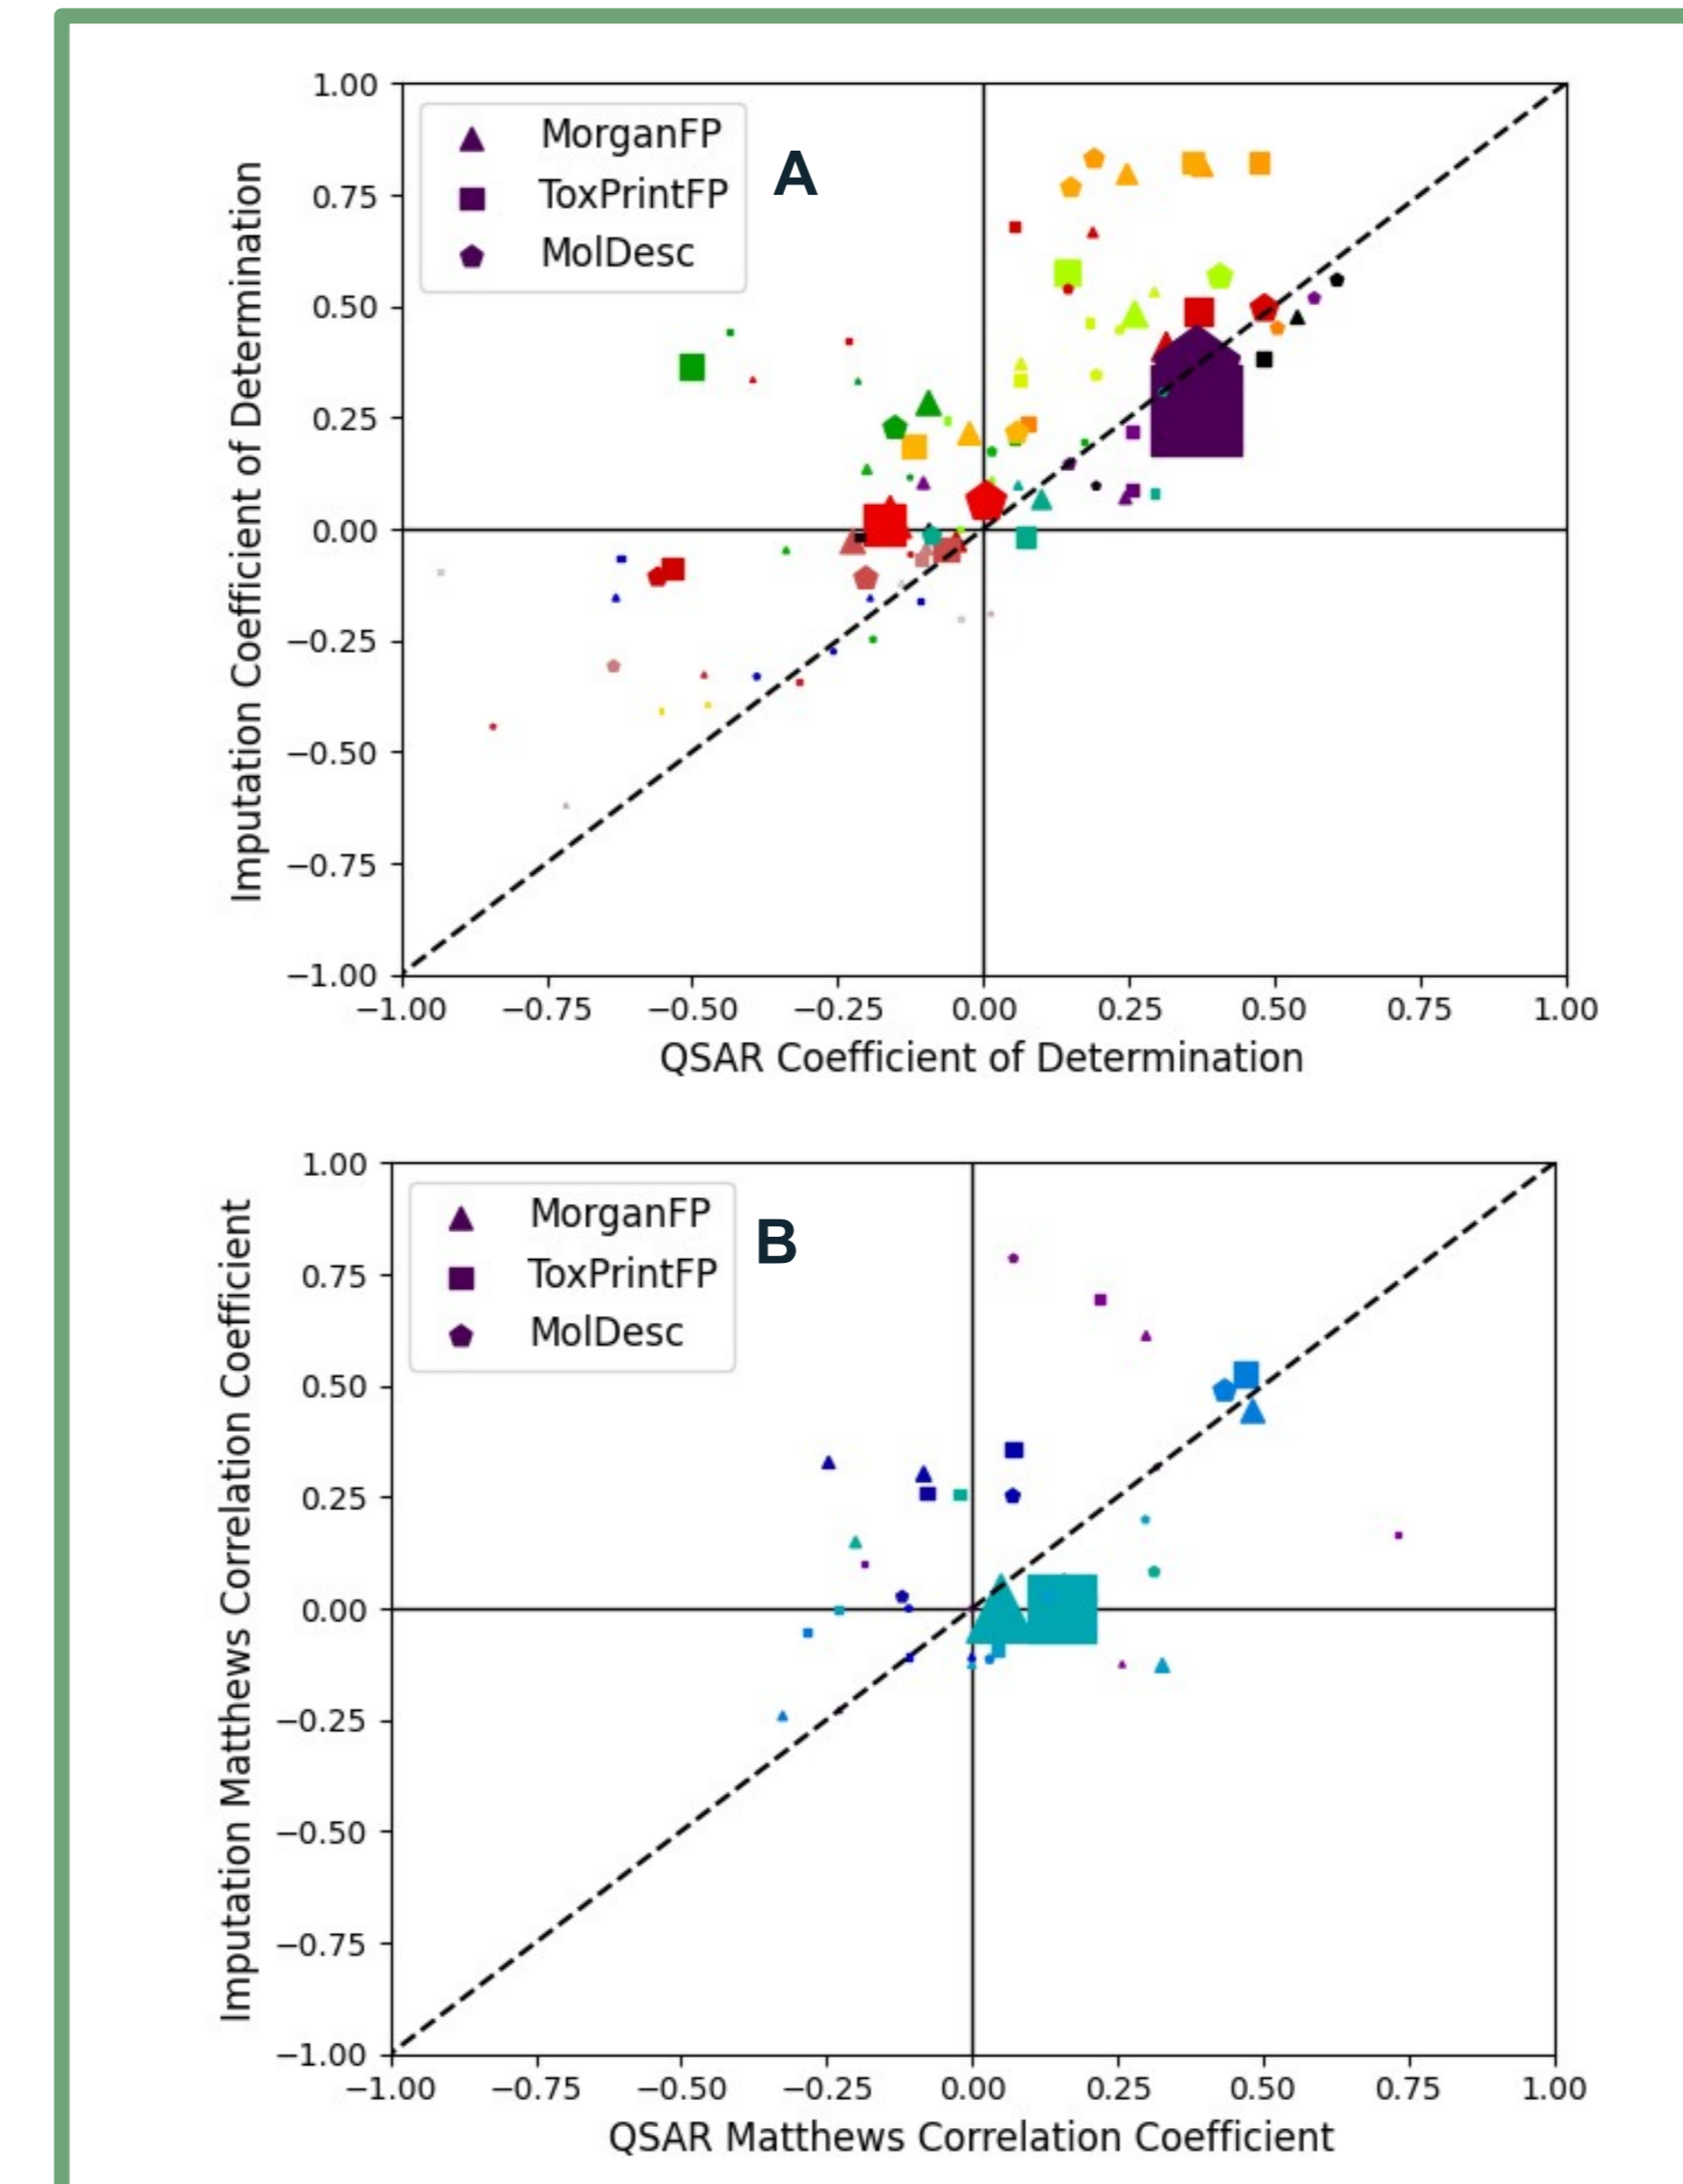 1.00
MorganFP
A
ToxPrintFP
0.75
MolDesc
0.50
0.25
0.00
−0.25
−0.50
−0.75
−1.00
Imputation Coefficient of Determination
−1.00 −0.75 −0.50 −0.25 0.00 0.25 0.50 0.75 1.00
QSAR Coefficient of Determination
1.00
MorganFP
B
ToxPrintFP
0.75
MolDesc
0.50
0.25
0.00
−0.25
−0.50
−0.75
−1.00
Imputation Matthews Correlation Coefficient
−1.00 −0.75 −0.50 −0.25 0.00 0.25 0.50 0.75 1.00
QSAR Matthews Correlation Coefficient